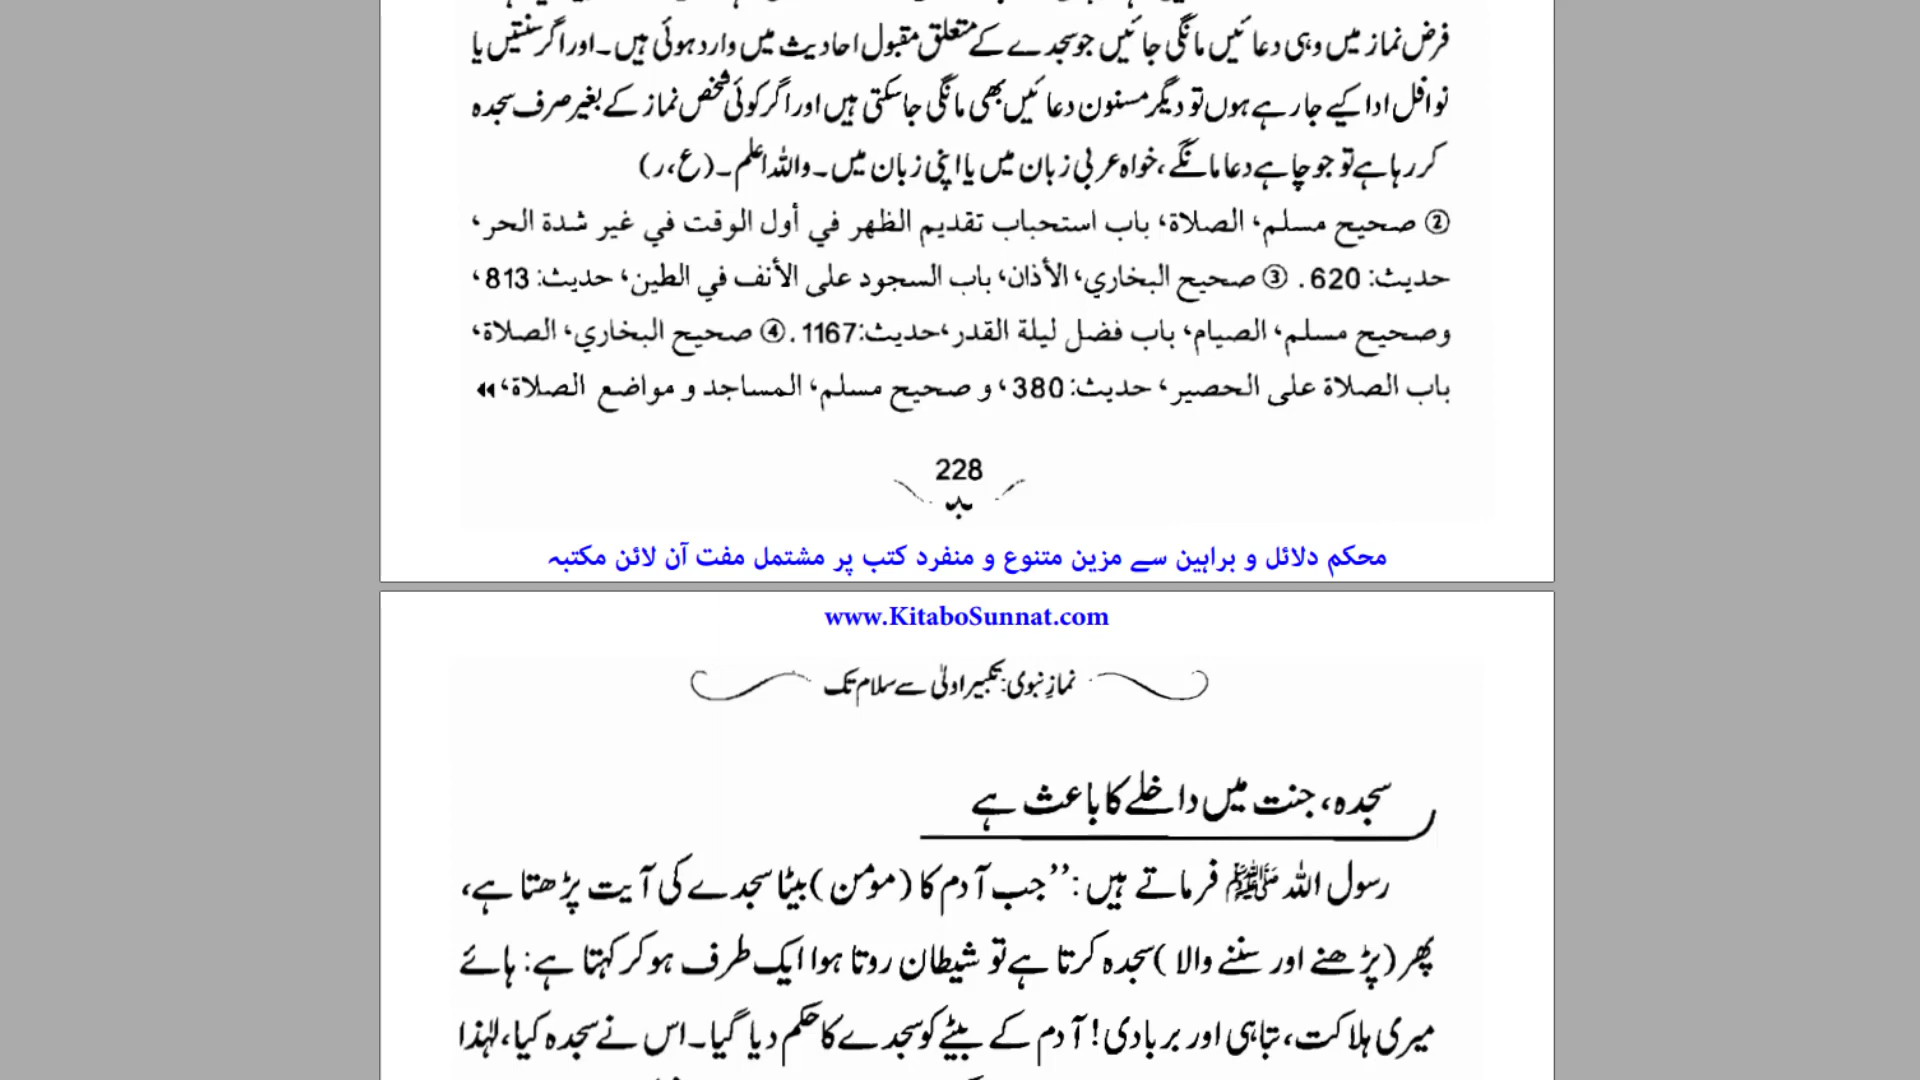 فرض نماز میں وہی دعائیں مانگی جائیں جو سجدے کے متعلق مقبول احادیث میں وارد ہوئی ہیں۔ اور اگر سنتیں یا
نوافل ادا کیے جا رہے ہوں تو دیگر مسنون دعائیں بھی مانگی جا سکتی ہیں اور اگر کوئی شخص نماز کے بغیر صرف سجدہ
کر رہا ہے تو جو چاہے دعا مانگے، خواہ عربی زبان میں یا اپنی زبان میں۔ واللہ اعلم۔ (ع، ر)
② صحيح مسلم، الصلاة، باب استحباب تقديم الظهر في أول الوقت في غير شدة الحر،
حديث: 620. ③ صحيح البخاري، الأذان، باب السجود على الأنف في الطين، حديث: 813،
وصحيح مسلم، الصيام، باب فضل ليلة القدر، حديث: 1167. ④ صحيح البخاري، الصلاة،
باب الصلاة على الحصير، حديث: 380، و صحيح مسلم، المساجد و مواضع الصلاة، ◂◂
228
محکم دلائل و براہین سے مزین متنوع و منفرد کتب پر مشتمل مفت آن لائن مکتبہ
www.KitaboSunnat.com
نمازِ نبوی: تکبیر اولیٰ سے سلام تک
سجدہ، جنت میں داخلے کا باعث ہے
رسول اللہ ﷺ فرماتے ہیں: ’’جب آدم کا (مومن) بیٹا سجدے کی آیت پڑھتا ہے،
پھر (پڑھنے اور سننے والا) سجدہ کرتا ہے تو شیطان روتا ہوا ایک طرف ہو کر کہتا ہے: ہائے
میری ہلاکت، تباہی اور بربادی! آدم کے بیٹے کو سجدے کا حکم دیا گیا۔ اس نے سجدہ کیا، لہٰذا